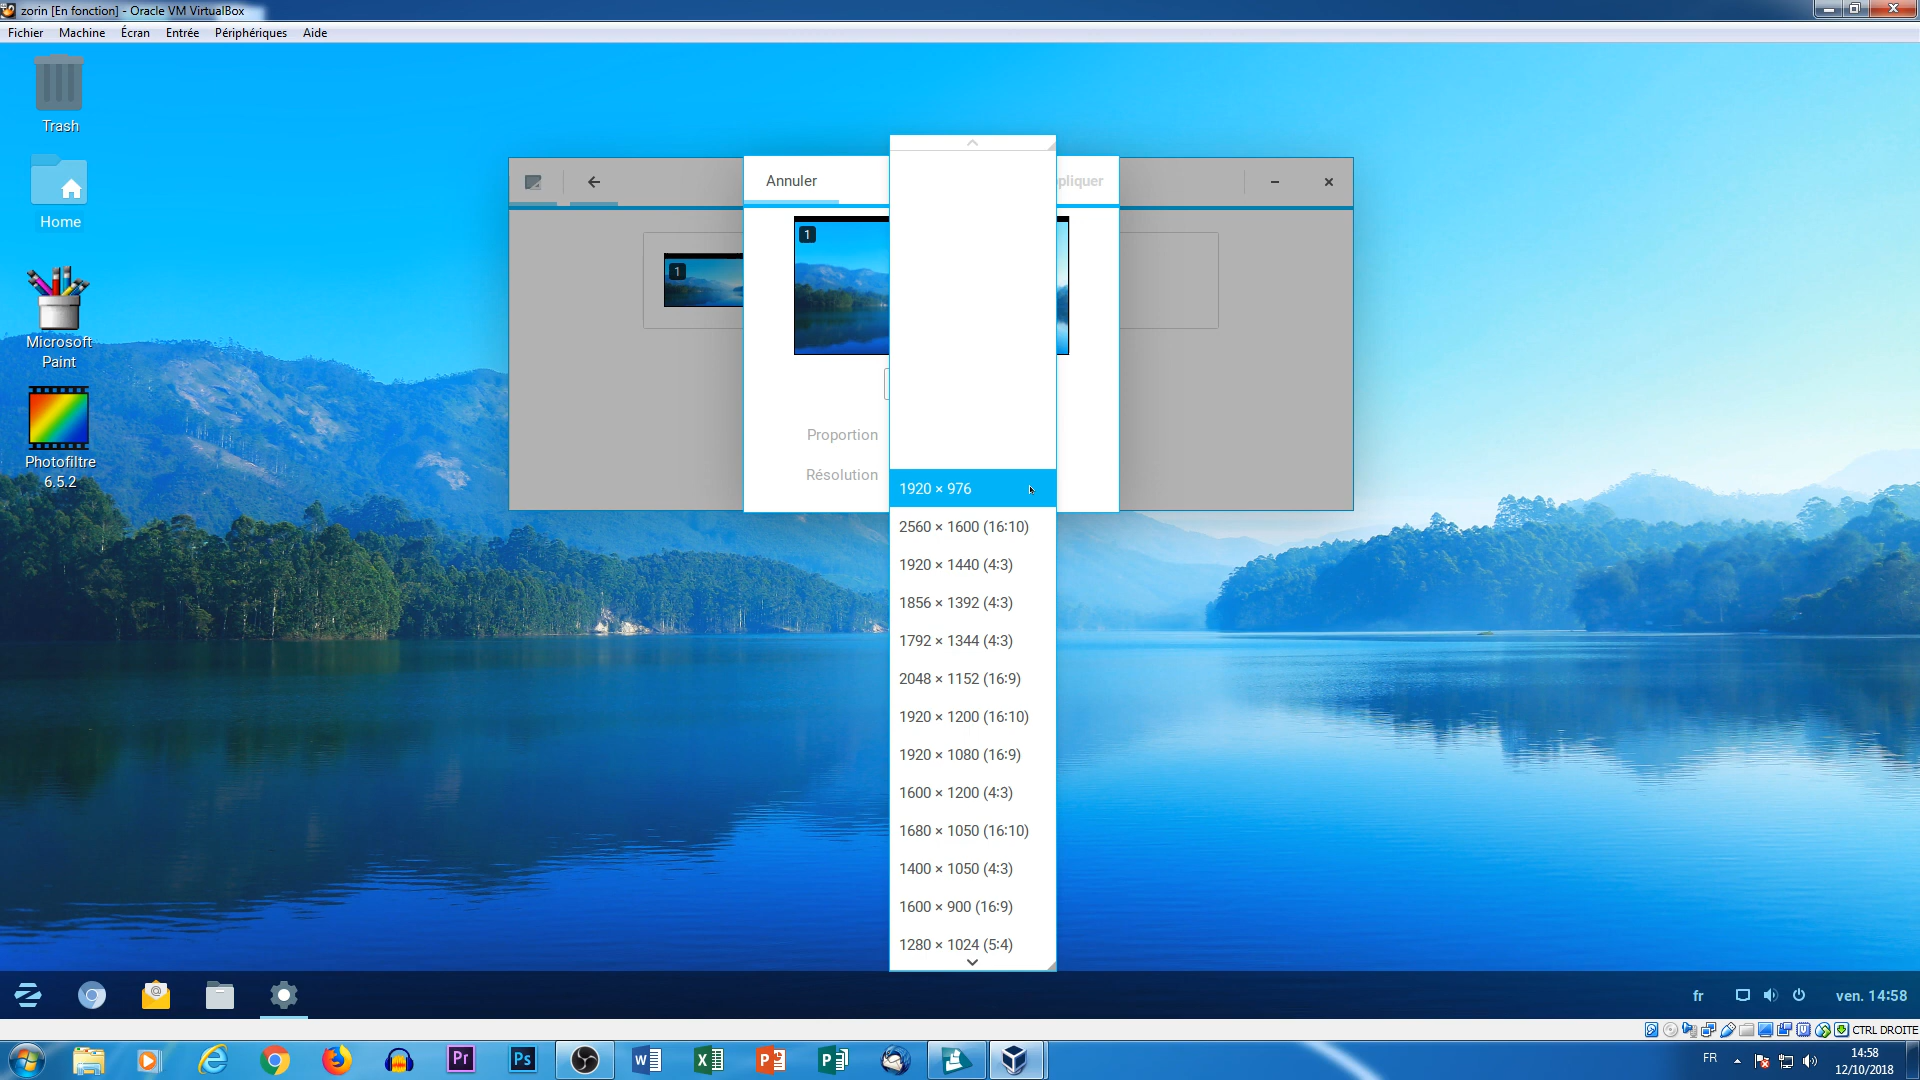 zorin [En fonction] - Oracle VM VirtualBox
Fichier Machine Écran Entrée Périphériques Aide
Trash
Home
Microsoft
Paint
Photofiltre
6.5.2
Annuler
pliquer
1
1
Proportion
Résolution
1920 × 976
2560 × 1600 (16:10)
1920 × 1440 (4:3)
1856 × 1392 (4:3)
1792 × 1344 (4:3)
2048 × 1152 (16:9)
1920 × 1200 (16:10)
1920 × 1080 (16:9)
1600 × 1200 (4:3)
1680 × 1050 (16:10)
1400 × 1050 (4:3)
1600 × 900 (16:9)
1280 × 1024 (5:4)
fr ven. 14:58
CTRL DROITE
Pr Ps
FR 14:58
12/10/2018